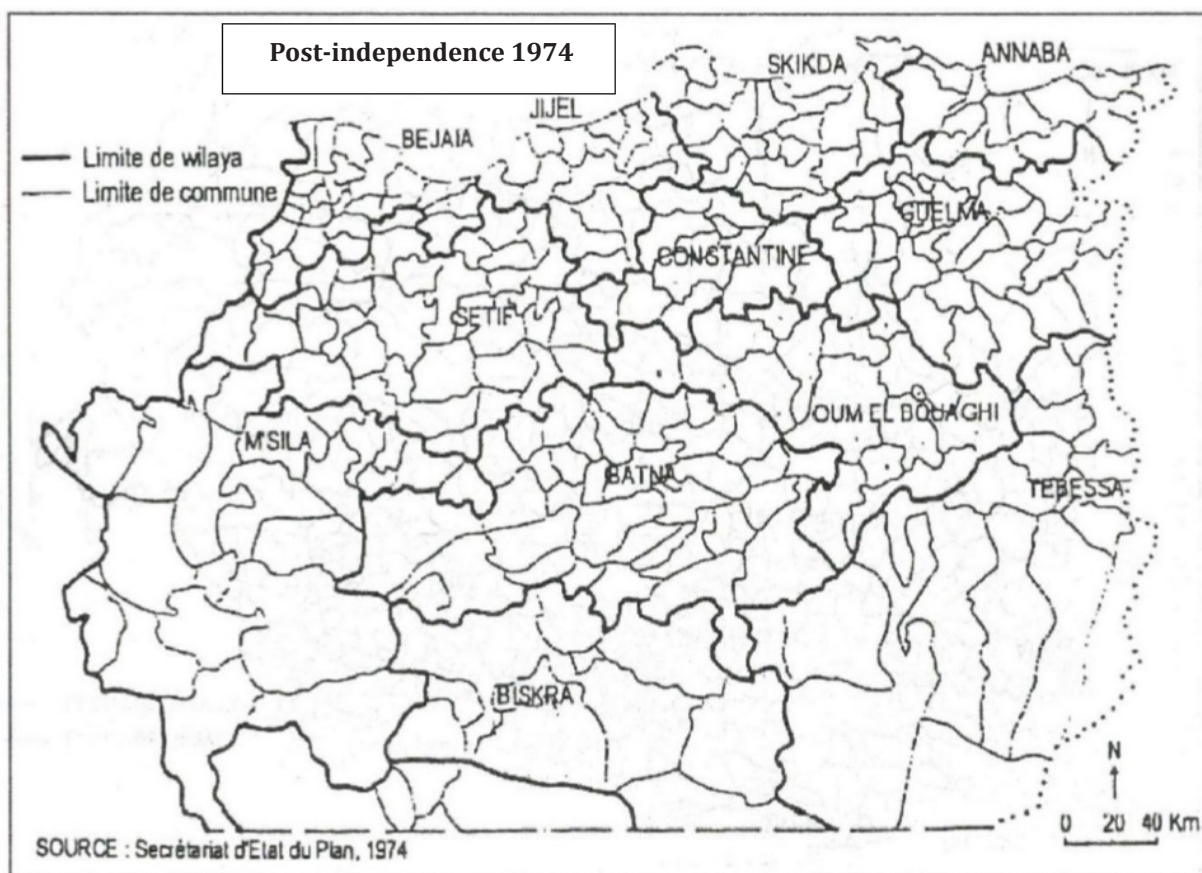 Post-independence 1974
SKIKDA
ANNABA
JIJEL
BEJAIA
Limite de wilaya
Limite de commune
GUELMA
CONSTANTINE
SETIF
OUM EL BOUAGHI
M'SILA
BATNA
TEBESSA
BISKRA
N
0 20 40 Km
SOURCE : Secrétariat d'Etat du Plan, 1974